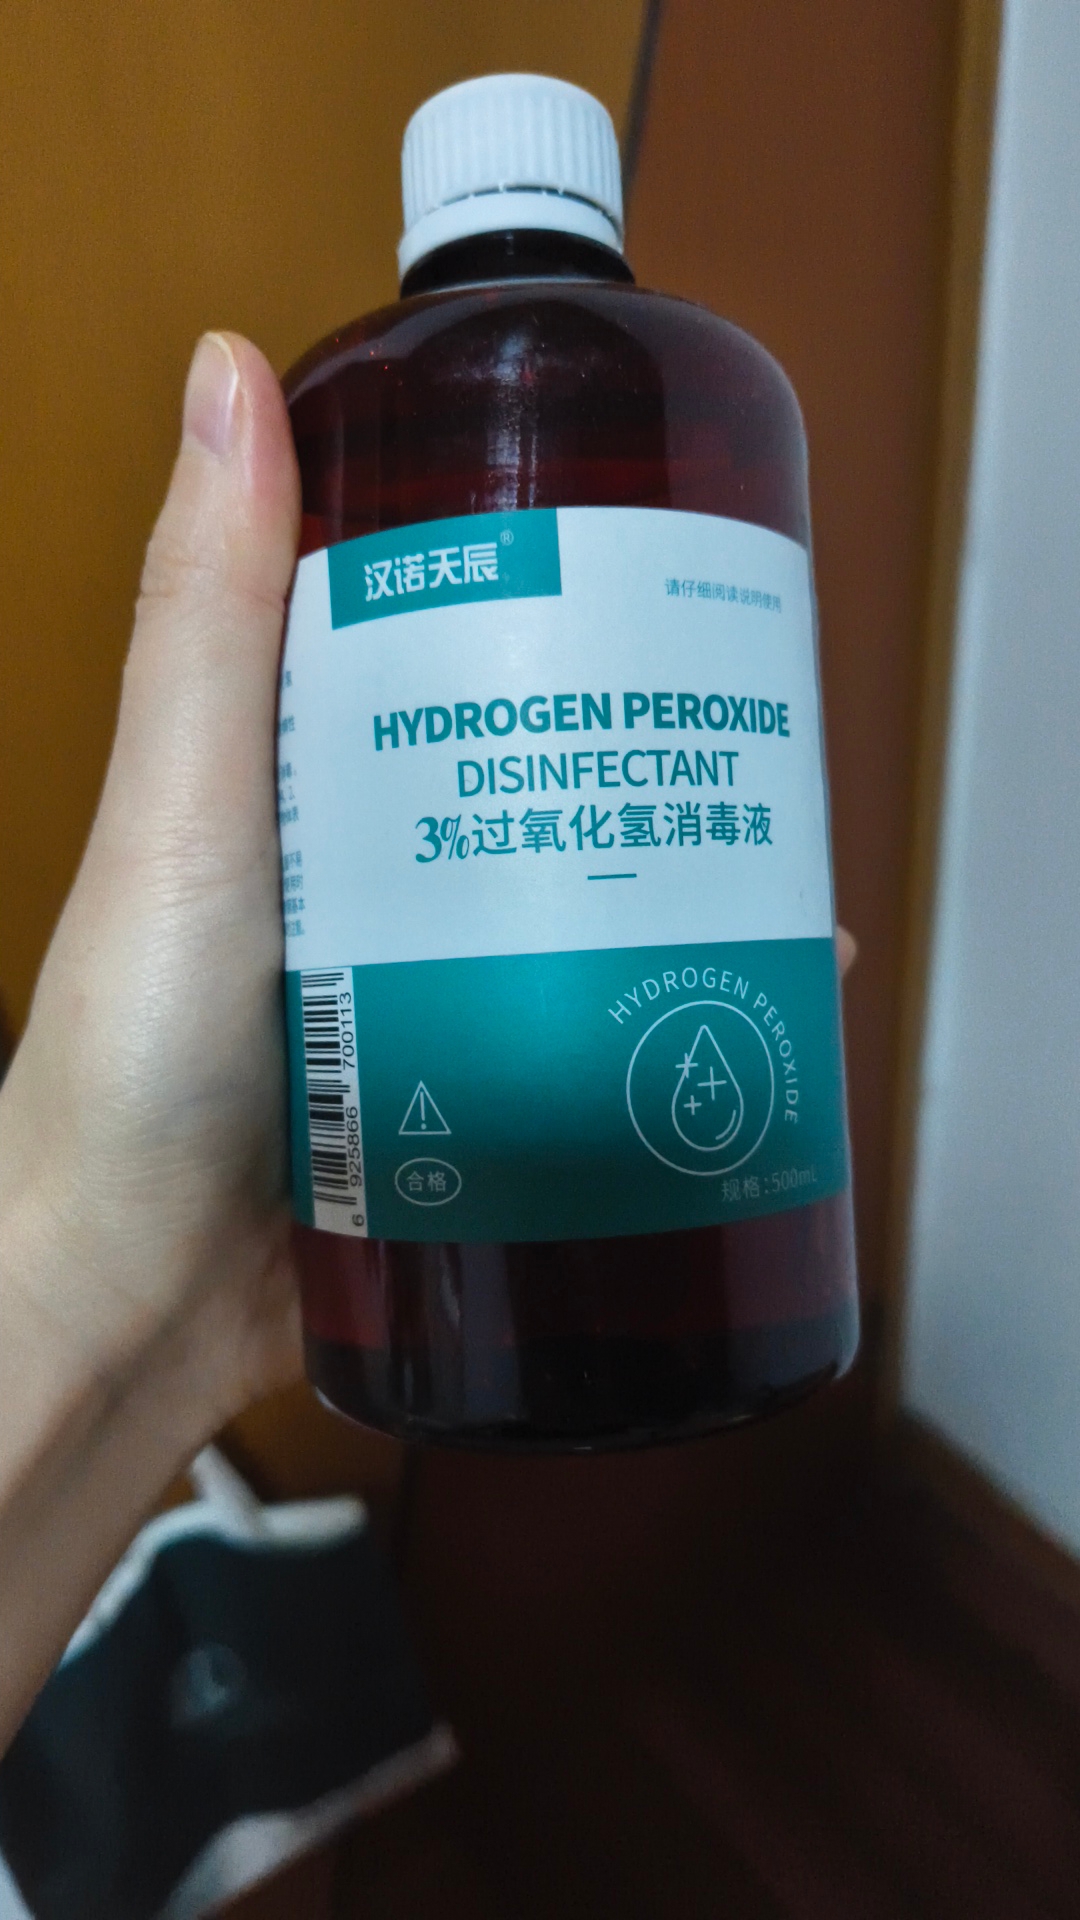 汉诺天辰®
请仔细阅读说明使用
HYDROGEN PEROXIDE
DISINFECTANT
3%过氧化氢消毒液
HYDROGEN PEROXIDE
6 925866 700113
合格
规格:500mL